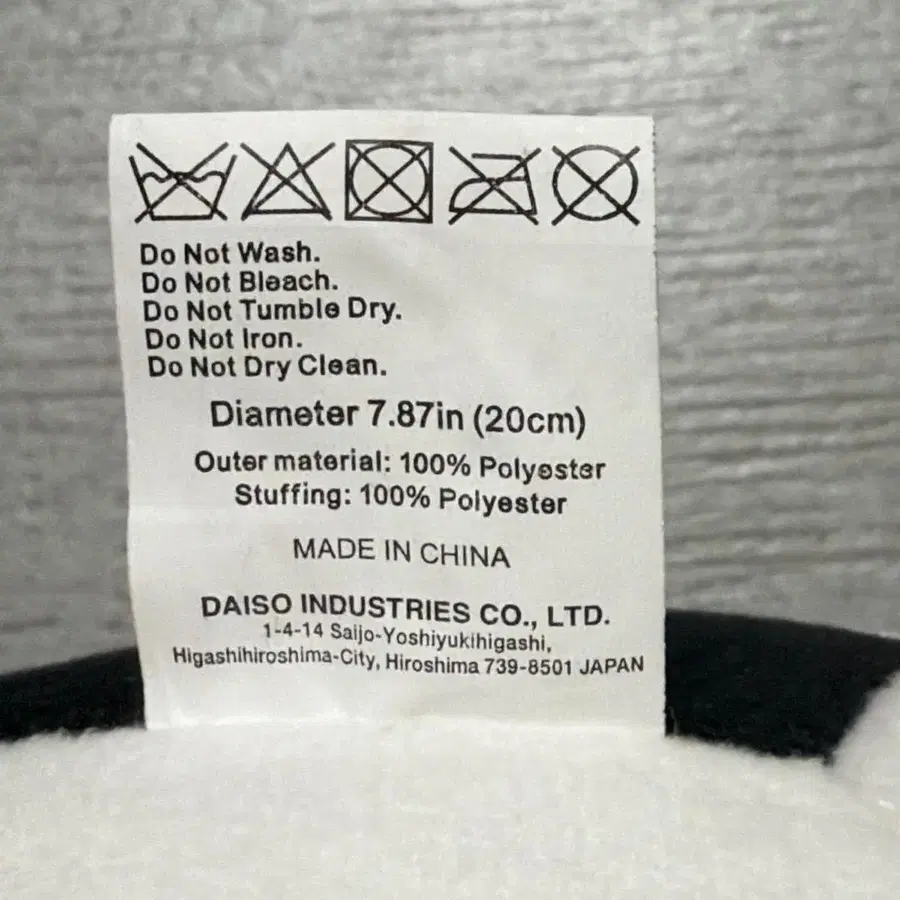 Do Not Wash.
Do Not Bleach.
Do Not Tumble Dry.
Do Not Iron.
Do Not Dry Clean.
Diameter 7.87in (20cm)
Outer material: 100% Polyester
Stuffing: 100% Polyester
MADE IN CHINA
DAISO INDUSTRIES CO., LTD.
1-4-14 Saijo-Yoshiyukihigashi,
Higashihiroshima-City, Hiroshima 739-8501 JAPAN